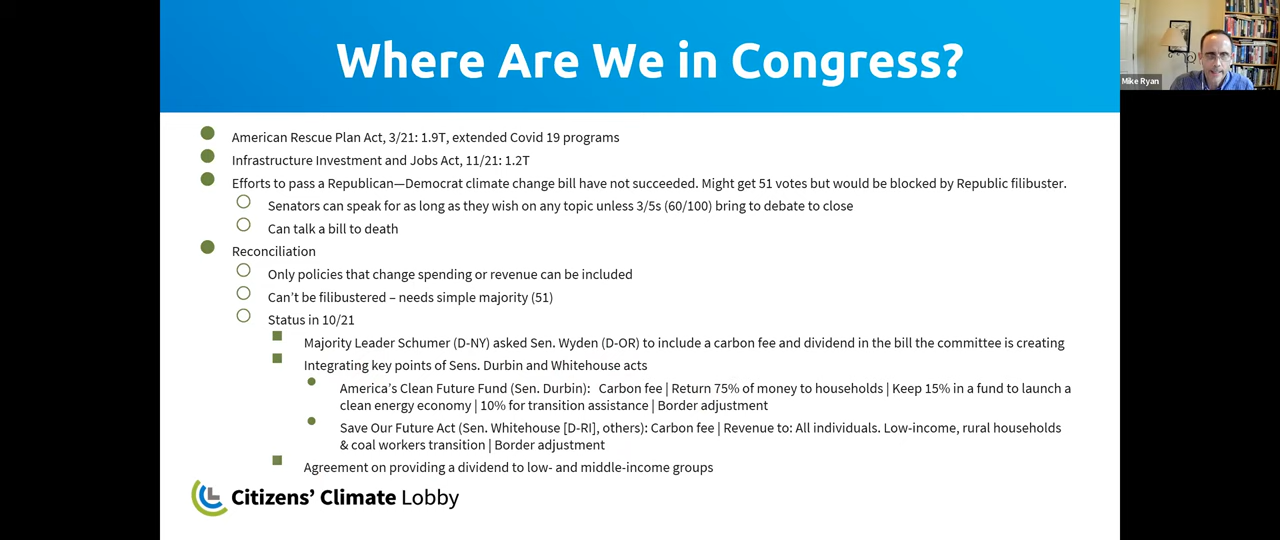 Where Are We in Congress?
Mike Ryan
American Rescue Plan Act, 3/21: 1.9T, extended Covid 19 programs
Infrastructure Investment and Jobs Act, 11/21: 1.2T
Efforts to pass a Republican—Democrat climate change bill have not succeeded. Might get 51 votes but would be blocked by Republic filibuster.
Senators can speak for as long as they wish on any topic unless 3/5s (60/100) bring to debate to close
Can talk a bill to death
Reconciliation
Only policies that change spending or revenue can be included
Can't be filibustered – needs simple majority (51)
Status in 10/21
Majority Leader Schumer (D-NY) asked Sen. Wyden (D-OR) to include a carbon fee and dividend in the bill the committee is creating
Integrating key points of Sens. Durbin and Whitehouse acts
America's Clean Future Fund (Sen. Durbin): Carbon fee | Return 75% of money to households | Keep 15% in a fund to launch a
clean energy economy | 10% for transition assistance | Border adjustment
Save Our Future Act (Sen. Whitehouse [D-RI], others): Carbon fee | Revenue to: All individuals. Low-income, rural households
& coal workers transition | Border adjustment
Agreement on providing a dividend to low- and middle-income groups
Citizens' Climate Lobby